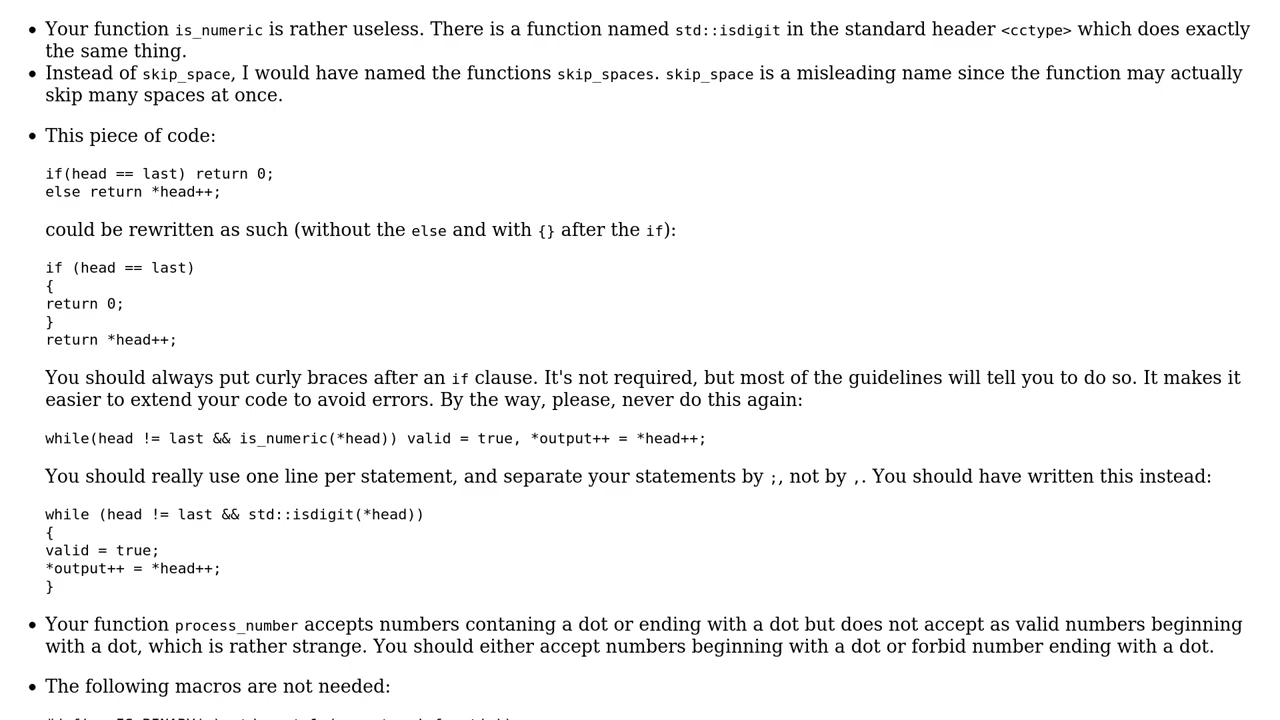 • Your function is_numeric is rather useless. There is a function named std::isdigit in the standard header <cctype> which does exactly
the same thing.
• Instead of skip_space, I would have named the functions skip_spaces. skip_space is a misleading name since the function may actually
skip many spaces at once.
• This piece of code:
if(head == last) return 0;
else return *head++;
could be rewritten as such (without the else and with {} after the if):
if (head == last)
{
return 0;
}
return *head++;
You should always put curly braces after an if clause. It's not required, but most of the guidelines will tell you to do so. It makes it
easier to extend your code to avoid errors. By the way, please, never do this again:
while(head != last && is_numeric(*head)) valid = true, *output++ = *head++;
You should really use one line per statement, and separate your statements by ;, not by ,. You should have written this instead:
while (head != last && std::isdigit(*head))
{
valid = true;
*output++ = *head++;
}
• Your function process_number accepts numbers contaning a dot or ending with a dot but does not accept as valid numbers beginning
with a dot, which is rather strange. You should either accept numbers beginning with a dot or forbid number ending with a dot.
• The following macros are not needed: